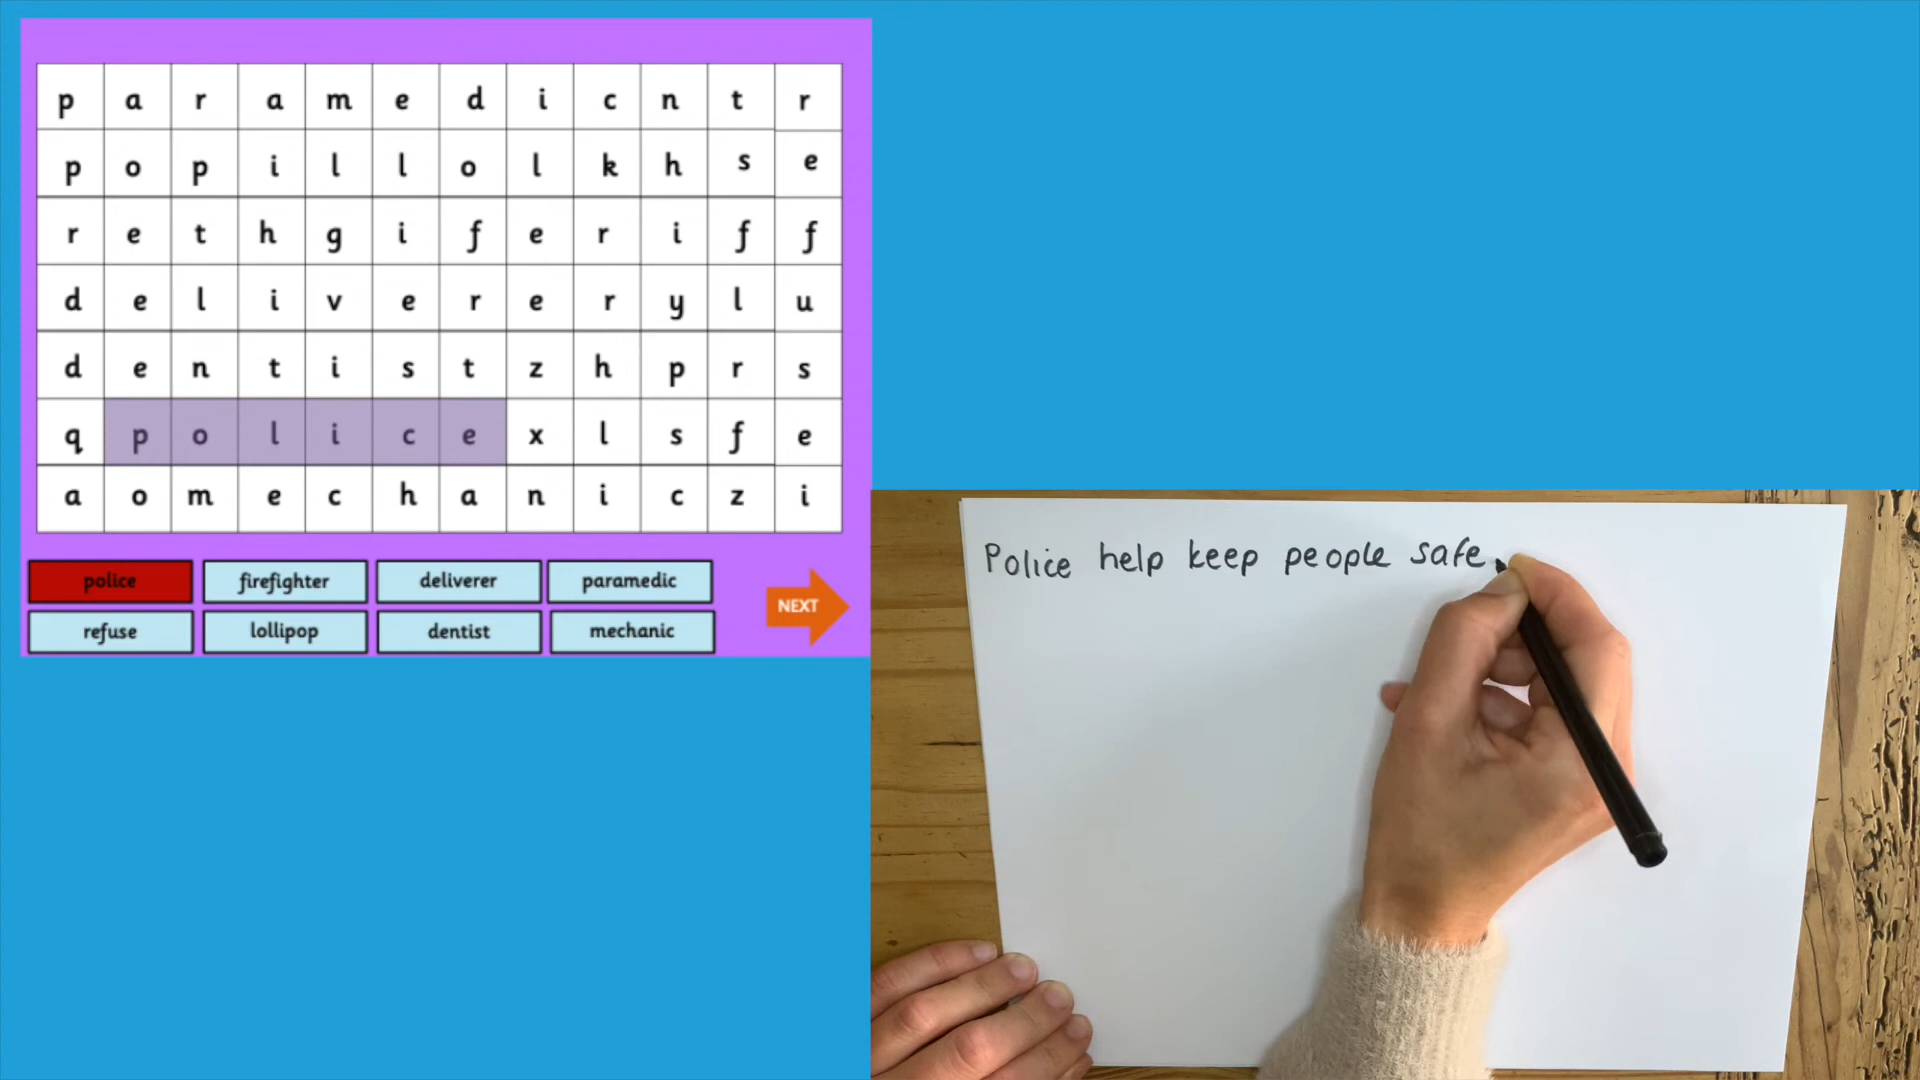 p a r a m e d i c n t r
p o p i l l o l k h s e
r e t h g i f e r i f f
d e l i v e r e r y l u
d e n t i s t z h p r s
q p o l i c e x l s f e
a o m e c h a n i c z i
police firefighter deliverer paramedic
refuse lollipop dentist mechanic
NEXT
Police help keep people safe.